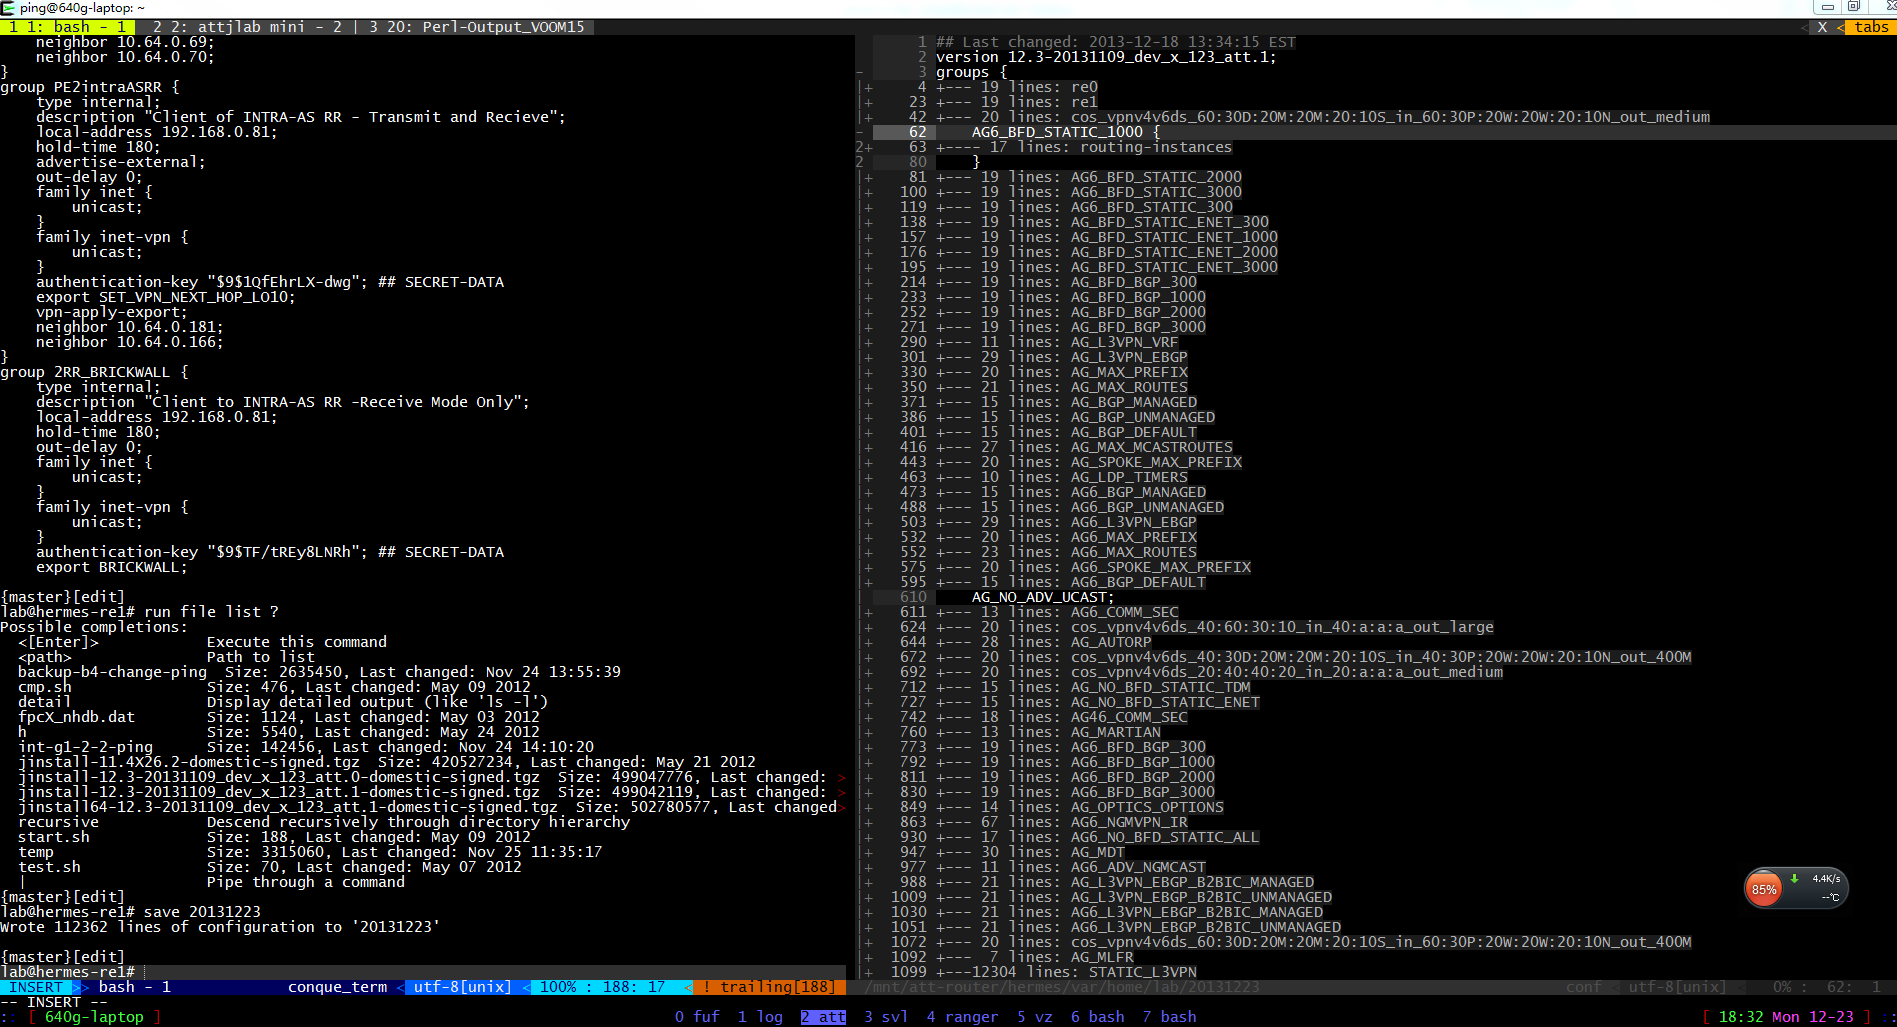 ping@640g-laptop: ~
1 1: bash - 1  2 2: attjlab mini - 2 | 3 20: Perl-Output_VOOM15
< X < tabs
    neighbor 10.64.0.69;
    neighbor 10.64.0.70;
}
group PE2intraASRR {
    type internal;
    description "Client of INTRA-AS RR - Transmit and Recieve";
    local-address 192.168.0.81;
    hold-time 180;
    advertise-external;
    out-delay 0;
    family inet {
        unicast;
    }
    family inet-vpn {
        unicast;
    }
    authentication-key "$9$1QfEhrLX-dwg"; ## SECRET-DATA
    export SET_VPN_NEXT_HOP_LO10;
    vpn-apply-export;
    neighbor 10.64.0.181;
    neighbor 10.64.0.166;
}
group 2RR_BRICKWALL {
    type internal;
    description "Client to INTRA-AS RR -Receive Mode Only";
    local-address 192.168.0.81;
    hold-time 180;
    out-delay 0;
    family inet {
        unicast;
    }
    family inet-vpn {
        unicast;
    }
    authentication-key "$9$TF/tREy8LNRh"; ## SECRET-DATA
    export BRICKWALL;
{master}[edit]
lab@hermes-re1# run file list ?
Possible completions:
  <[Enter]>            Execute this command
  <path>               Path to list
  backup-b4-change-ping  Size: 2635450, Last changed: Nov 24 13:55:39
  cmp.sh               Size: 476, Last changed: May 09 2012
  detail               Display detailed output (like 'ls -l')
  fpcX_nhdb.dat        Size: 1124, Last changed: May 03 2012
  h                    Size: 5540, Last changed: May 24 2012
  int-g1-2-2-ping      Size: 142456, Last changed: Nov 24 14:10:20
  jinstall-11.4X26.2-domestic-signed.tgz  Size: 420527234, Last changed: May 21 2012
  jinstall-12.3-20131109_dev_x_123_att.0-domestic-signed.tgz  Size: 499047776, Last changed: >
  jinstall-12.3-20131109_dev_x_123_att.1-domestic-signed.tgz  Size: 499042119, Last changed: >
  jinstall64-12.3-20131109_dev_x_123_att.1-domestic-signed.tgz  Size: 502780577, Last changed>
  recursive            Descend recursively through directory hierarchy
  start.sh             Size: 188, Last changed: May 09 2012
  temp                 Size: 3315060, Last changed: Nov 25 11:35:17
  test.sh              Size: 70, Last changed: May 07 2012
  |                    Pipe through a command
{master}[edit]
lab@hermes-re1# save 20131223
Wrote 112362 lines of configuration to '20131223'
{master}[edit]
lab@hermes-re1#
INSERT >> bash - 1 conque_term < utf-8[unix] < 100% : 188: 17 < ! trailing[188]
-- INSERT --
1 ## Last changed: 2013-12-18 13:34:15 EST
2 version 12.3-20131109_dev_x_123_att.1;
- 3 groups {
|+ 4 +--- 19 lines: re0
|+ 23 +--- 19 lines: re1
|+ 42 +--- 20 lines: cos_vpnv4v6ds_60:30D:20M:20M:20:10S_in_60:30P:20W:20W:20:10N_out_medium
- 62     AG6_BFD_STATIC_1000 {
2+ 63 +---- 17 lines: routing-instances
2 80     }
|+ 81 +--- 19 lines: AG6_BFD_STATIC_2000
|+ 100 +--- 19 lines: AG6_BFD_STATIC_3000
|+ 119 +--- 19 lines: AG6_BFD_STATIC_300
|+ 138 +--- 19 lines: AG_BFD_STATIC_ENET_300
|+ 157 +--- 19 lines: AG_BFD_STATIC_ENET_1000
|+ 176 +--- 19 lines: AG_BFD_STATIC_ENET_2000
|+ 195 +--- 19 lines: AG_BFD_STATIC_ENET_3000
|+ 214 +--- 19 lines: AG_BFD_BGP_300
|+ 233 +--- 19 lines: AG_BFD_BGP_1000
|+ 252 +--- 19 lines: AG_BFD_BGP_2000
|+ 271 +--- 19 lines: AG_BFD_BGP_3000
|+ 290 +--- 11 lines: AG_L3VPN_VRF
|+ 301 +--- 29 lines: AG_L3VPN_EBGP
|+ 330 +--- 20 lines: AG_MAX_PREFIX
|+ 350 +--- 21 lines: AG_MAX_ROUTES
|+ 371 +--- 15 lines: AG_BGP_MANAGED
|+ 386 +--- 15 lines: AG_BGP_UNMANAGED
|+ 401 +--- 15 lines: AG_BGP_DEFAULT
|+ 416 +--- 27 lines: AG_MAX_MCASTROUTES
|+ 443 +--- 20 lines: AG_SPOKE_MAX_PREFIX
|+ 463 +--- 10 lines: AG_LDP_TIMERS
|+ 473 +--- 15 lines: AG6_BGP_MANAGED
|+ 488 +--- 15 lines: AG6_BGP_UNMANAGED
|+ 503 +--- 29 lines: AG6_L3VPN_EBGP
|+ 532 +--- 20 lines: AG6_MAX_PREFIX
|+ 552 +--- 23 lines: AG6_MAX_ROUTES
|+ 575 +--- 20 lines: AG6_SPOKE_MAX_PREFIX
|+ 595 +--- 15 lines: AG6_BGP_DEFAULT
| 610     AG_NO_ADV_UCAST;
|+ 611 +--- 13 lines: AG6_COMM_SEC
|+ 624 +--- 20 lines: cos_vpnv4v6ds_40:60:30:10_in_40:a:a:a_out_large
|+ 644 +--- 28 lines: AG_AUTORP
|+ 672 +--- 20 lines: cos_vpnv4v6ds_40:30D:20M:20M:20:10S_in_40:30P:20W:20W:20:10N_out_400M
|+ 692 +--- 20 lines: cos_vpnv4v6ds_20:40:40:20_in_20:a:a:a_out_medium
|+ 712 +--- 15 lines: AG_NO_BFD_STATIC_TDM
|+ 727 +--- 15 lines: AG_NO_BFD_STATIC_ENET
|+ 742 +--- 18 lines: AG46_COMM_SEC
|+ 760 +--- 13 lines: AG_MARTIAN
|+ 773 +--- 19 lines: AG6_BFD_BGP_300
|+ 792 +--- 19 lines: AG6_BFD_BGP_1000
|+ 811 +--- 19 lines: AG6_BFD_BGP_2000
|+ 830 +--- 19 lines: AG6_BFD_BGP_3000
|+ 849 +--- 14 lines: AG_OPTICS_OPTIONS
|+ 863 +--- 67 lines: AG6_NGMVPN_IR
|+ 930 +--- 17 lines: AG6_NO_BFD_STATIC_ALL
|+ 947 +--- 30 lines: AG_MDT
|+ 977 +--- 11 lines: AG6_ADV_NGMCAST
|+ 988 +--- 21 lines: AG_L3VPN_EBGP_B2BIC_MANAGED
|+ 1009 +--- 21 lines: AG_L3VPN_EBGP_B2BIC_UNMANAGED
|+ 1030 +--- 21 lines: AG6_L3VPN_EBGP_B2BIC_MANAGED
|+ 1051 +--- 21 lines: AG6_L3VPN_EBGP_B2BIC_UNMANAGED
|+ 1072 +--- 20 lines: cos_vpnv4v6ds_60:30D:20M:20M:20:10S_in_60:30P:20W:20W:20:10N_out_400M
|+ 1092 +---  7 lines: AG_MLFR
|+ 1099 +---12304 lines: STATIC_L3VPN
/mnt/att-router/hermes/var/home/lab/20131223 conf < utf-8[unix] < 0% : 62: 1
85% 4.4K/s
--°C
:: [ 640g-laptop ] 0 fuf 1 log 2 att 3 svl 4 ranger 5 vz 6 bash 7 bash [ 18:32 Mon 12-23 ] ::